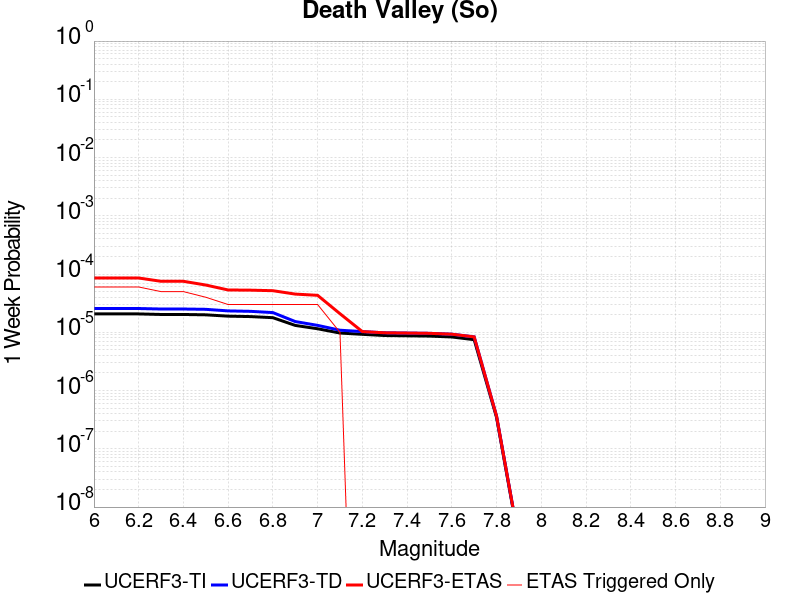 Death Valley (So)
10^0
10^-1
10^-2
10^-3
10^-4
10^-5
10^-6
10^-7
10^-8
1 Week Probability
6 6.2 6.4 6.6 6.8 7 7.2 7.4 7.6 7.8 8 8.2 8.4 8.6 8.8 9
Magnitude
UCERF3-TI UCERF3-TD UCERF3-ETAS ETAS Triggered Only